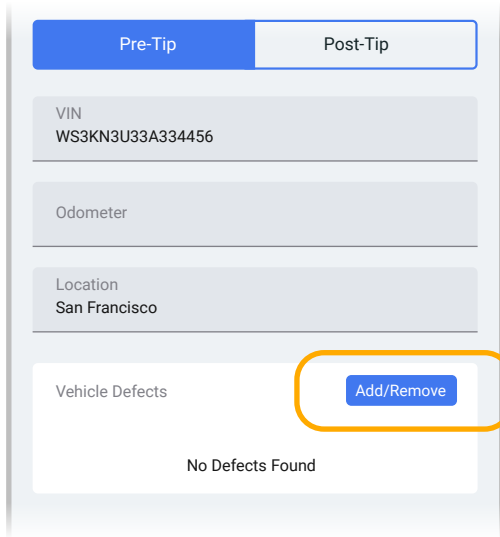 Pre-Tip Post-Tip
VIN
WS3KN3U33A334456
Odometer
Location
San Francisco
Vehicle Defects Add/Remove
No Defects Found